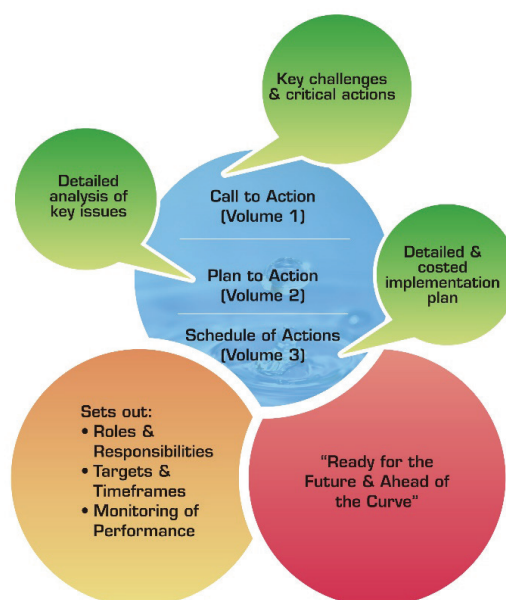 Key challenges
& critical actions
Detailed
analysis of
key issues
Call to Action
(Volume 1)
Plan to Action
(Volume 2)
Schedule of Actions
(Volume 3)
Detailed &
costed
implementation
plan
Sets out:
• Roles &
Responsibilities
• Targets &
Timeframes
• Monitoring of
Performance
"Ready for the
Future & Ahead of
the Curve"